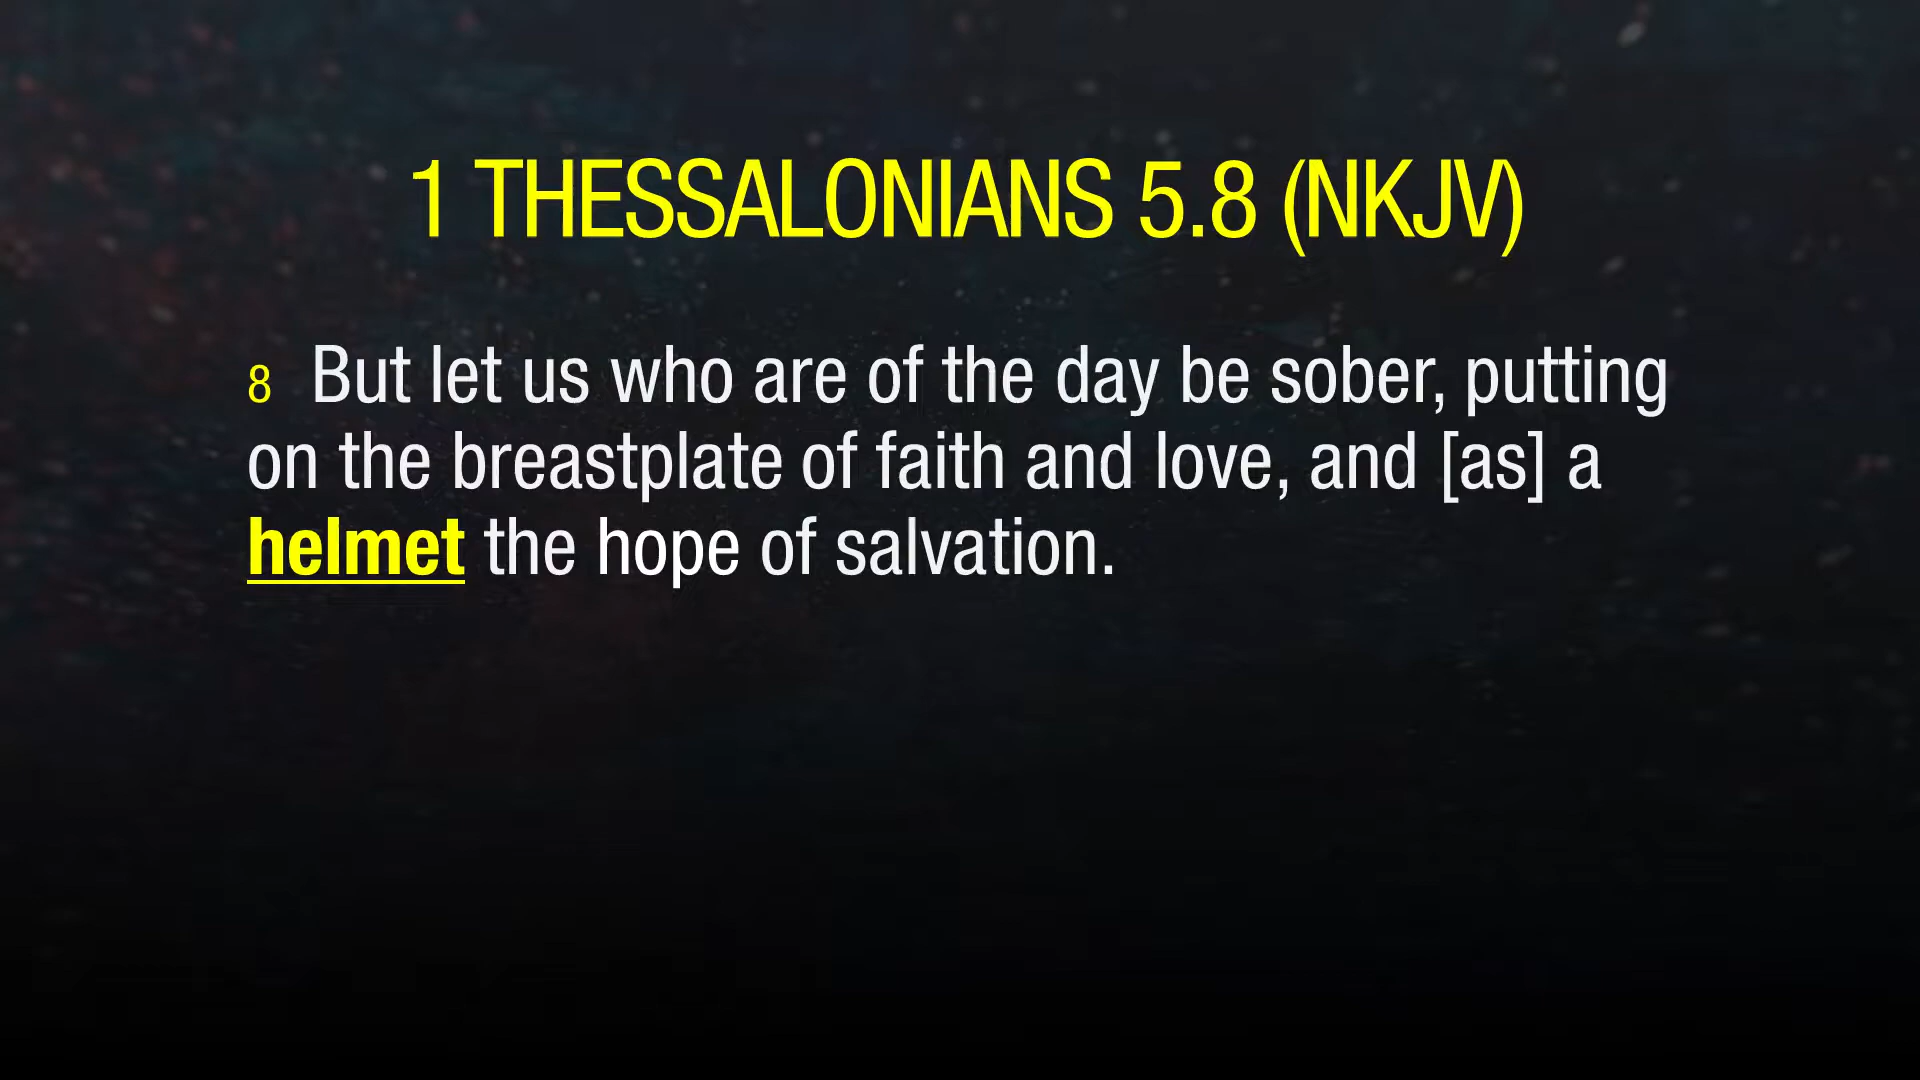 1 THESSALONIANS 5.8 (NKJV)
8 But let us who are of the day be sober, putting
on the breastplate of faith and love, and [as] a
helmet the hope of salvation.